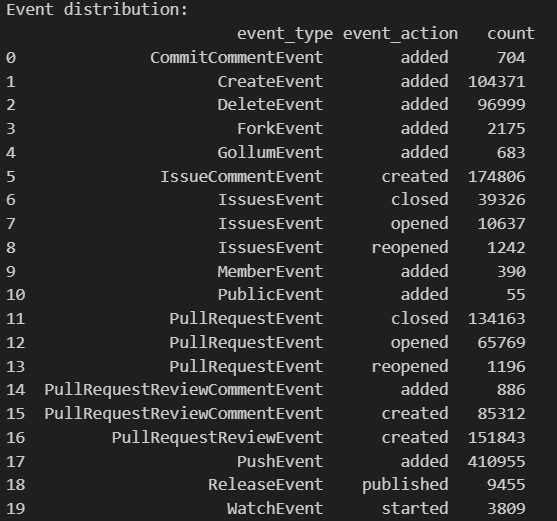 Event distribution:
event_type event_action count
0 CommitCommentEvent added 704
1 CreateEvent added 104371
2 DeleteEvent added 96999
3 ForkEvent added 2175
4 GollumEvent added 683
5 IssueCommentEvent created 174806
6 IssuesEvent closed 39326
7 IssuesEvent opened 10637
8 IssuesEvent reopened 1242
9 MemberEvent added 390
10 PublicEvent added 55
11 PullRequestEvent closed 134163
12 PullRequestEvent opened 65769
13 PullRequestEvent reopened 1196
14 PullRequestReviewCommentEvent added 886
15 PullRequestReviewCommentEvent created 85312
16 PullRequestReviewEvent created 151843
17 PushEvent added 410955
18 ReleaseEvent published 9455
19 WatchEvent started 3809